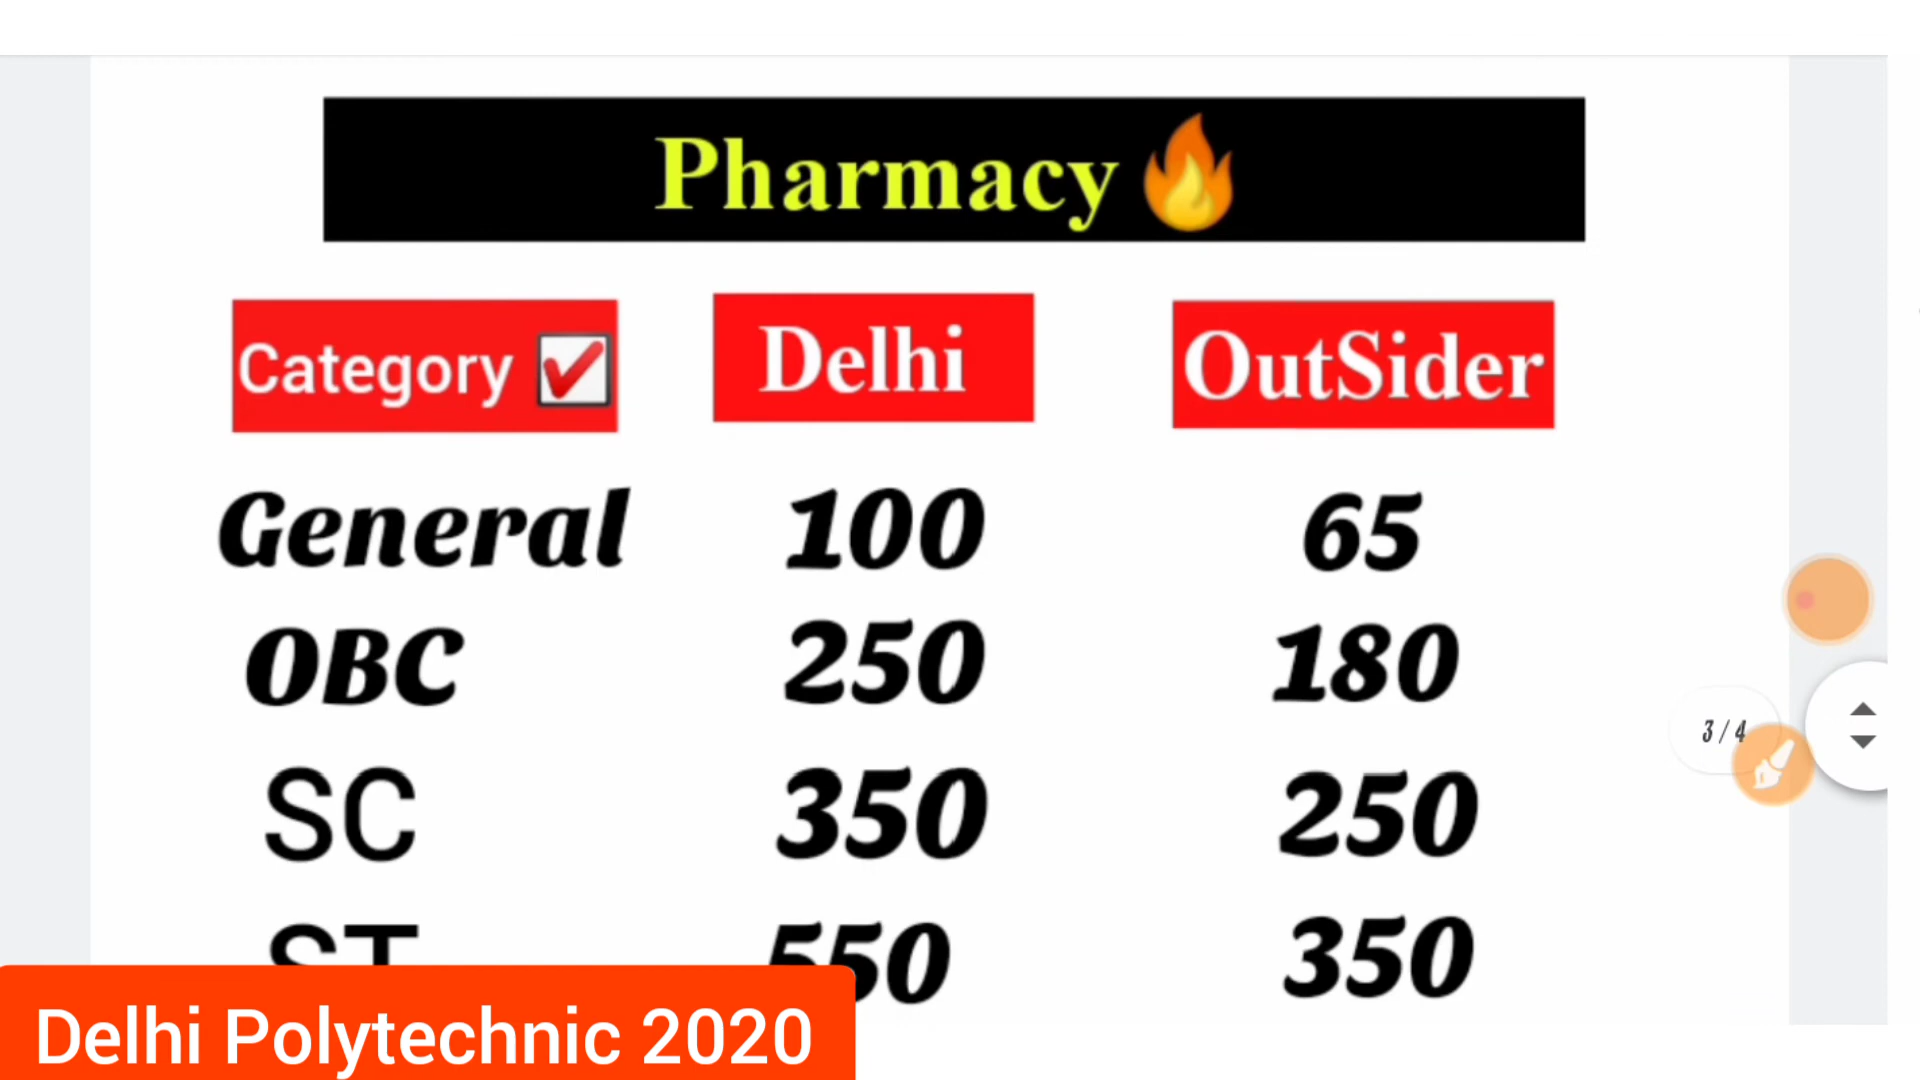 Pharmacy🔥
Category ✔ Delhi OutSider
General 100 65
OBC 250 180
SC 350 250
ST 550 350
3 / 4
Delhi Polytechnic 2020